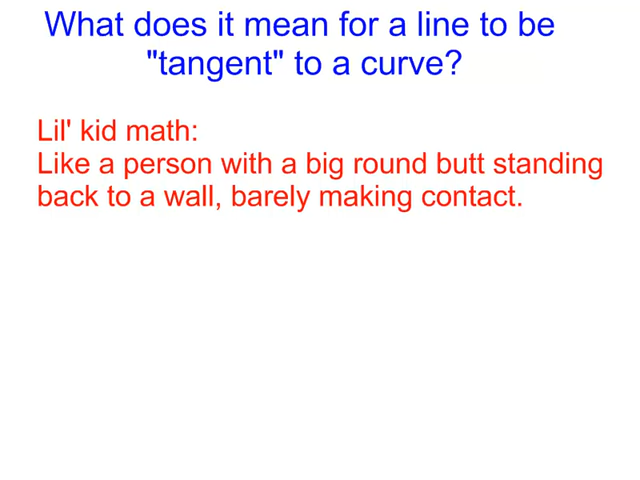 What does it mean for a line to be
"tangent" to a curve?
Lil' kid math:
Like a person with a big round butt standing
back to a wall, barely making contact.